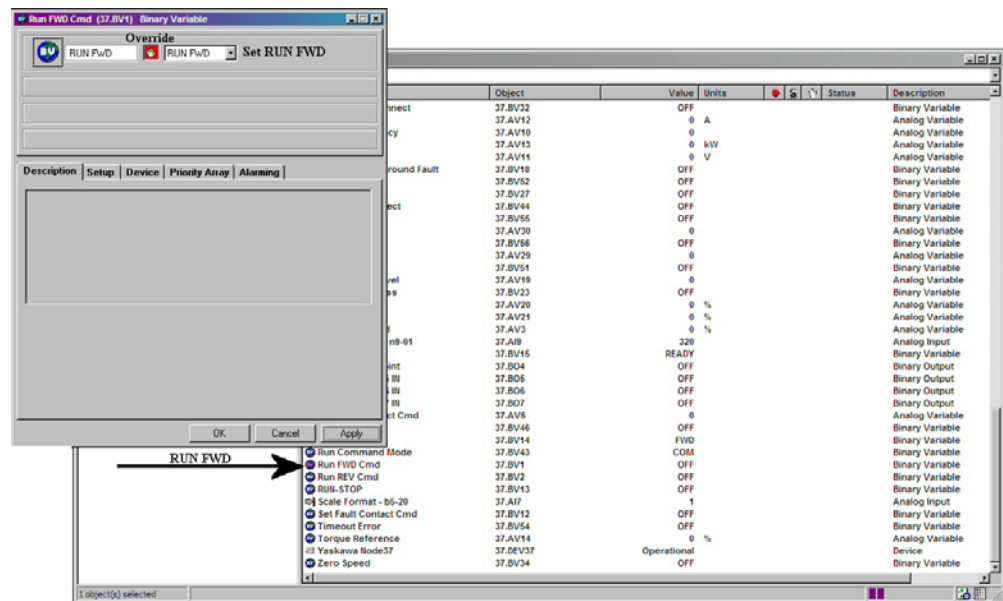 Run FWD Cmd (37.BV1) Binary Variable
Override
BV RUN FWD RUN FWD Set RUN FWD
Description Setup Device Priority Array Alarming
OK Cancel Apply
RUN FWD
Object Value Units Status Description
nnect 37.BV32 OFF Binary Variable
37.AV12 0 A Analog Variable
cy 37.AV10 0 Analog Variable
37.AV13 0 kW Analog Variable
37.AV11 0 V Analog Variable
round Fault 37.BV18 OFF Binary Variable
37.BV52 OFF Binary Variable
37.BV27 OFF Binary Variable
ect 37.BV44 OFF Binary Variable
37.BV55 OFF Binary Variable
37.AV30 0 Analog Variable
37.BV56 OFF Binary Variable
37.AV29 0 Analog Variable
37.BV51 OFF Binary Variable
vel 37.AV19 0 Analog Variable
ss 37.BV23 OFF Binary Variable
37.AV20 0 % Analog Variable
37.AV21 0 % Analog Variable
37.AV3 0 % Analog Variable
n9-01 37.AI9 320 Analog Input
37.BV15 READY Binary Variable
int 37.BO4 OFF Binary Output
IN 37.BO5 OFF Binary Output
IN 37.BO6 OFF Binary Output
IN 37.BO7 OFF Binary Output
ct Cmd 37.AV5 0 Analog Variable
37.BV46 OFF Binary Variable
37.BV14 FWD Binary Variable
Run Command Mode 37.BV43 COM Binary Variable
Run FWD Cmd 37.BV1 OFF Binary Variable
Run REV Cmd 37.BV2 OFF Binary Variable
RUN-STOP 37.BV13 OFF Binary Variable
Scale Format - b5-20 37.AI7 1 Analog Input
Set Fault Contact Cmd 37.BV12 OFF Binary Variable
Timeout Error 37.BV54 OFF Binary Variable
Torque Reference 37.AV14 0 % Analog Variable
Yaskawa Node37 37.DEV37 Operational Device
Zero Speed 37.BV34 OFF Binary Variable
1 object(s) selected